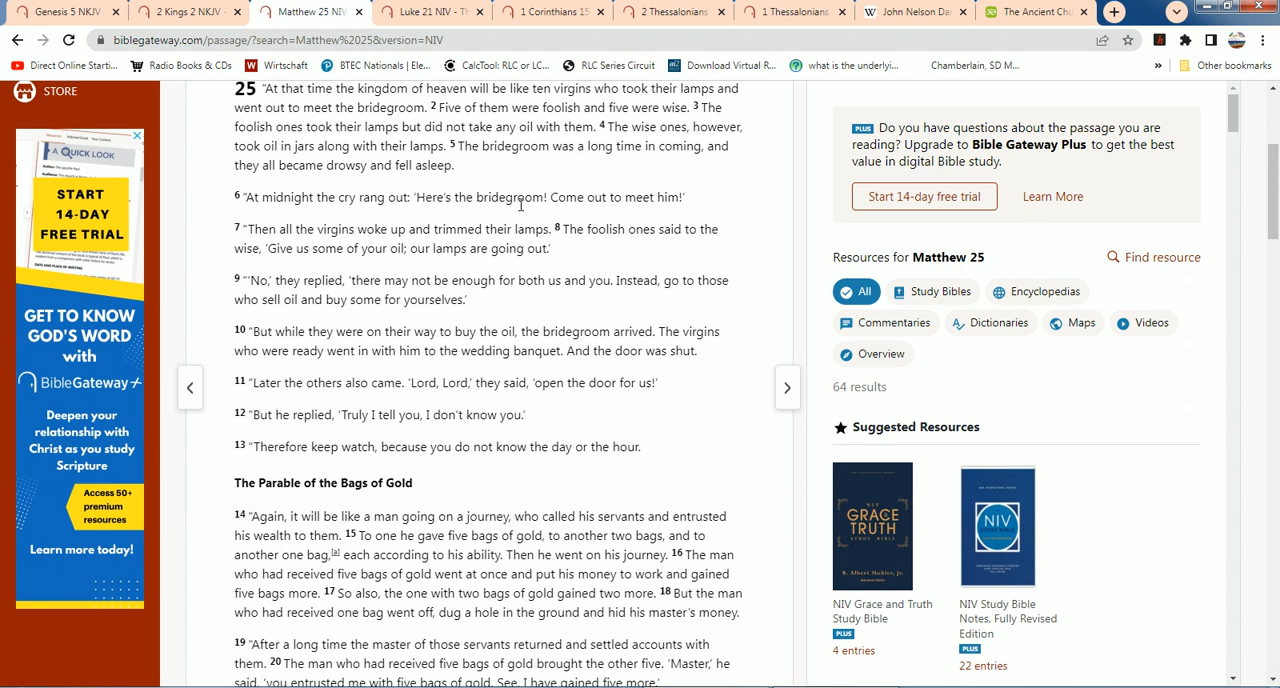 Genesis 5 NKJV
2 Kings 2 NKJV -
Matthew 25 NIV
Luke 21 NIV - Th
1 Corinthians 15
2 Thessalonians
1 Thessalonians
John Nelson Da
The Ancient Chu
biblegateway.com/passage/?search=Matthew%2025&version=NIV
Direct Online Starti...
Radio Books & CDs
Wirtschaft
BTEC Nationals | Ele...
CalcTool: RLC or LC...
RLC Series Circuit
Download Virtual R...
what is the underlyi...
Chamberlain, SD M...
»
Other bookmarks
STORE
A QUICK LOOK
START
14-DAY
FREE TRIAL
GET TO KNOW
GOD'S WORD
with
BibleGateway+
Deepen your
relationship with
Christ as you study
Scripture
Access 50+
premium
resources
Learn more today!
25 “At that time the kingdom of heaven will be like ten virgins who took their lamps and
went out to meet the bridegroom. 2 Five of them were foolish and five were wise. 3 The
foolish ones took their lamps but did not take any oil with them. 4 The wise ones, however,
took oil in jars along with their lamps. 5 The bridegroom was a long time in coming, and
they all became drowsy and fell asleep.
6 “At midnight the cry rang out: ‘Here’s the bridegroom! Come out to meet him!’
7 “Then all the virgins woke up and trimmed their lamps. 8 The foolish ones said to the
wise, ‘Give us some of your oil; our lamps are going out.’
9 “‘No,’ they replied, ‘there may not be enough for both us and you. Instead, go to those
who sell oil and buy some for yourselves.’
10 “But while they were on their way to buy the oil, the bridegroom arrived. The virgins
who were ready went in with him to the wedding banquet. And the door was shut.
11 “Later the others also came. ‘Lord, Lord,’ they said, ‘open the door for us!’
12 “But he replied, ‘Truly I tell you, I don’t know you.’
13 “Therefore keep watch, because you do not know the day or the hour.
The Parable of the Bags of Gold
14 “Again, it will be like a man going on a journey, who called his servants and entrusted
his wealth to them. 15 To one he gave five bags of gold, to another two bags, and to
another one bag,[a] each according to his ability. Then he went on his journey. 16 The man
who had received five bags of gold went at once and put his money to work and gained
five bags more. 17 So also, the one with two bags of gold gained two more. 18 But the man
who had received one bag went off, dug a hole in the ground and hid his master’s money.
19 “After a long time the master of those servants returned and settled accounts with
them. 20 The man who had received five bags of gold brought the other five. ‘Master,’ he
said, ‘you entrusted me with five bags of gold. See, I have gained five more.’
PLUS Do you have questions about the passage you are
reading? Upgrade to Bible Gateway Plus to get the best
value in digital Bible study.
Start 14-day free trial
Learn More
Resources for Matthew 25
Find resource
All
Study Bibles
Encyclopedias
Commentaries
Dictionaries
Maps
Videos
Overview
64 results
Suggested Resources
NIV
GRACE
TRUTH
STUDY BIBLE
R. Albert Mohler, Jr.
General Editor
NIV
NIV Grace and Truth
Study Bible
PLUS
4 entries
NIV Study Bible
Notes, Fully Revised
Edition
PLUS
22 entries